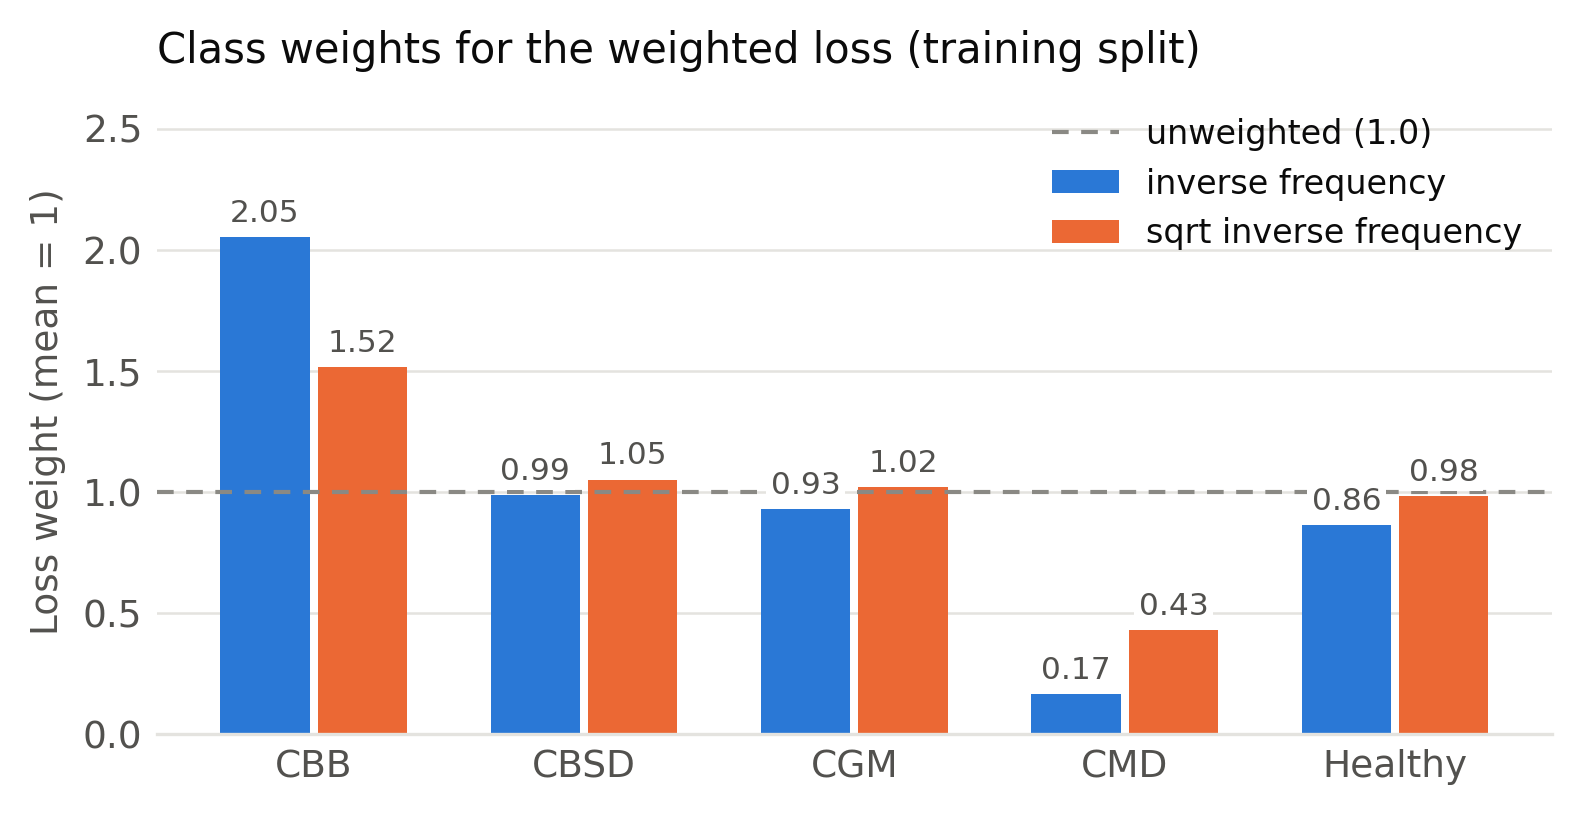 Class weights for the weighted loss (training split)
Loss weight (mean = 1)
2.5
2.0
1.5
1.0
0.5
0.0
unweighted (1.0)
inverse frequency
sqrt inverse frequency
2.05
1.52
0.99
1.05
0.93
1.02
0.17
0.43
0.86
0.98
CBB
CBSD
CGM
CMD
Healthy